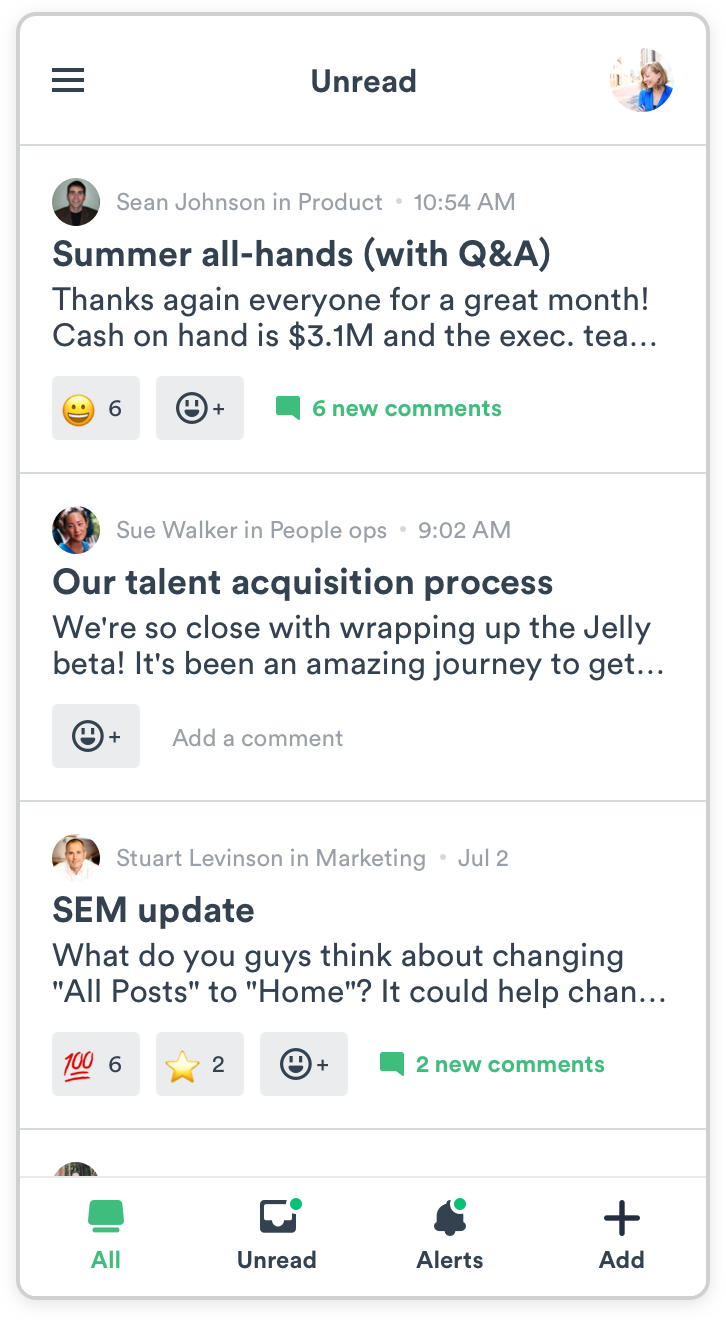 Unread
Sean Johnson in Product • 10:54 AM
Summer all-hands (with Q&A)
Thanks again everyone for a great month!
Cash on hand is $3.1M and the exec. tea...
😀 6 + 6 new comments
Sue Walker in People ops • 9:02 AM
Our talent acquisition process
We're so close with wrapping up the Jelly
beta! It's been an amazing journey to get...
+ Add a comment
Stuart Levinson in Marketing • Jul 2
SEM update
What do you guys think about changing
"All Posts" to "Home"? It could help chan...
💯 6 ⭐ 2 + 2 new comments
All Unread Alerts Add